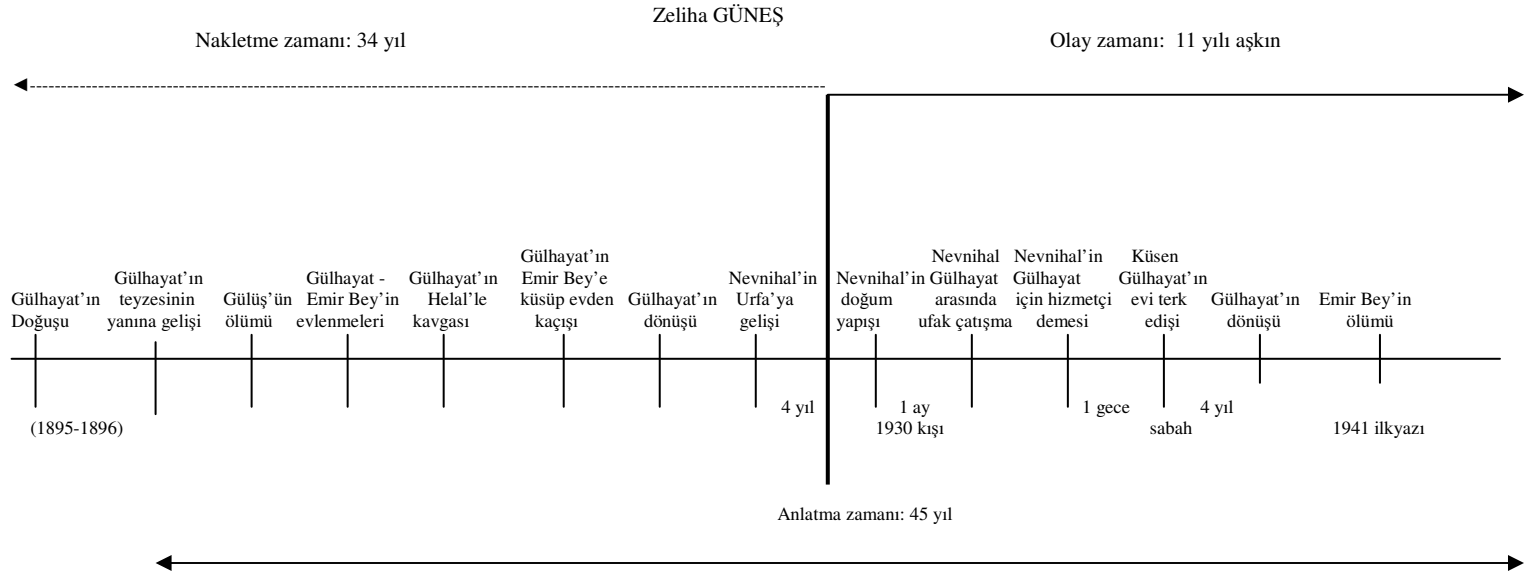 Zeliha GÜNEŞ
Nakletme zamanı: 34 yıl
Olay zamanı: 11 yılı aşkın
Gülhayat’ın
Doğuşu
Gülhayat’ın
teyzesinin
yanına gelişi
Gülüş’ün
ölümü
Gülhayat -
Emir Bey’in
evlenmeleri
Gülhayat’ın
Helal’le
kavgası
Gülhayat’ın
Emir Bey’e
küsüp evden
kaçışı
Gülhayat’ın
dönüşü
Nevnihal’in
Urfa’ya
gelişi
Nevnihal’in
doğum
yapışı
Nevnihal
Gülhayat
arasında
ufak çatışma
Nevnihal’in
Gülhayat
için hizmetçi
demesi
Küsen
Gülhayat’ın
evi terk
edişi
Gülhayat’ın
dönüşü
Emir Bey’in
ölümü
(1895-1896)
4 yıl
1 ay
1930 kışı
1 gece
sabah
4 yıl
1941 ilkyazı
Anlatma zamanı: 45 yıl